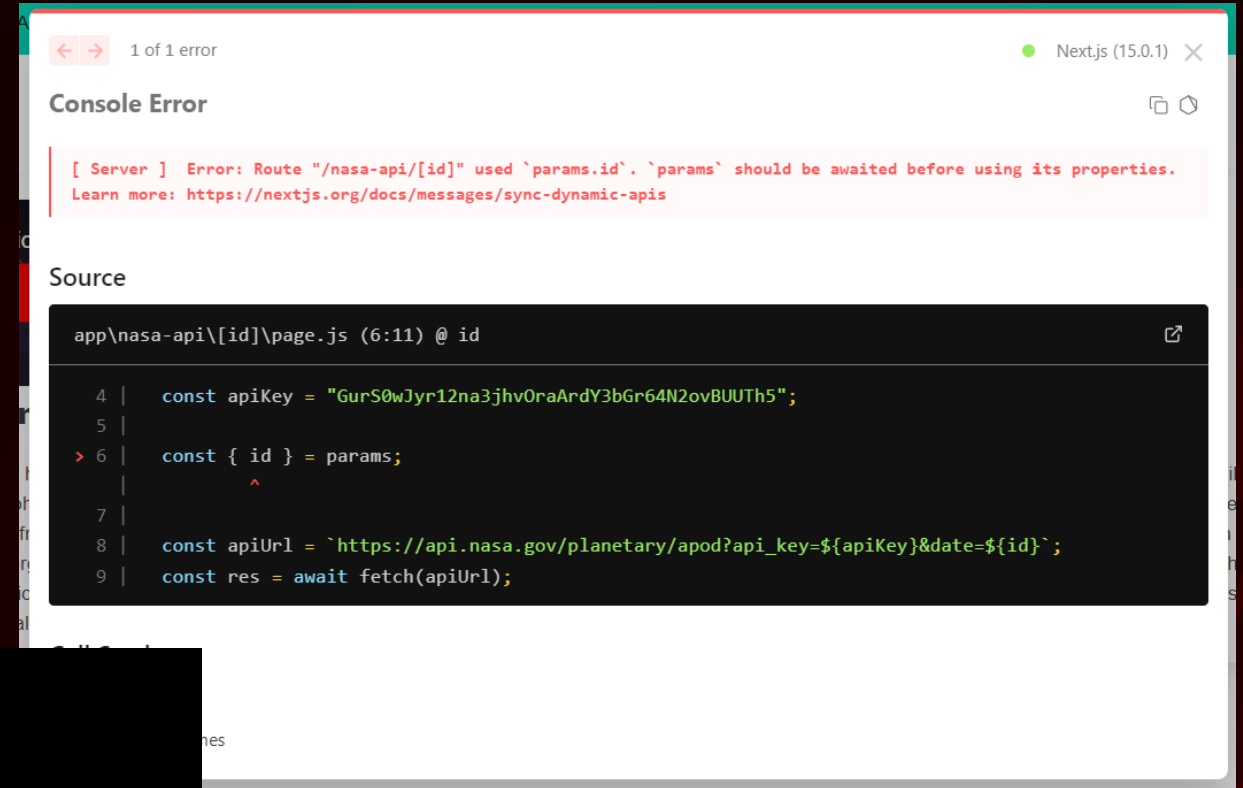 1 of 1 error
Next.js (15.0.1)
Console Error
[ Server ]  Error: Route "/nasa-api/[id]" used `params.id`. `params` should be awaited before using its properties.
Learn more: https://nextjs.org/docs/messages/sync-dynamic-apis
Source
app\nasa-api\[id]\page.js (6:11) @ id
4 |   const apiKey = "GurS0wJyr12na3jhvOraArdY3bGr64N2ovBUUTh5";
5 |
> 6 |   const { id } = params;
|           ^
7 |
8 |   const apiUrl = `https://api.nasa.gov/planetary/apod?api_key=${apiKey}&date=${id}`;
9 |   const res = await fetch(apiUrl);